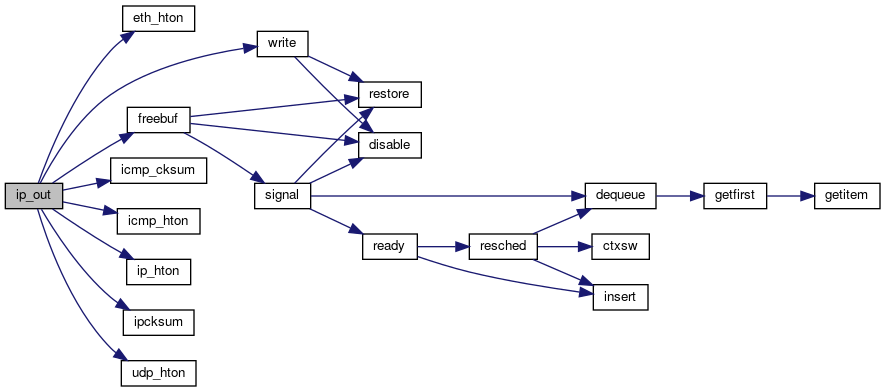 eth_hton
write
restore
freebuf
disable
icmp_cksum
ip_out
signal
dequeue
getfirst
getitem
icmp_hton
ready
resched
ctxsw
ip_hton
insert
ipcksum
udp_hton